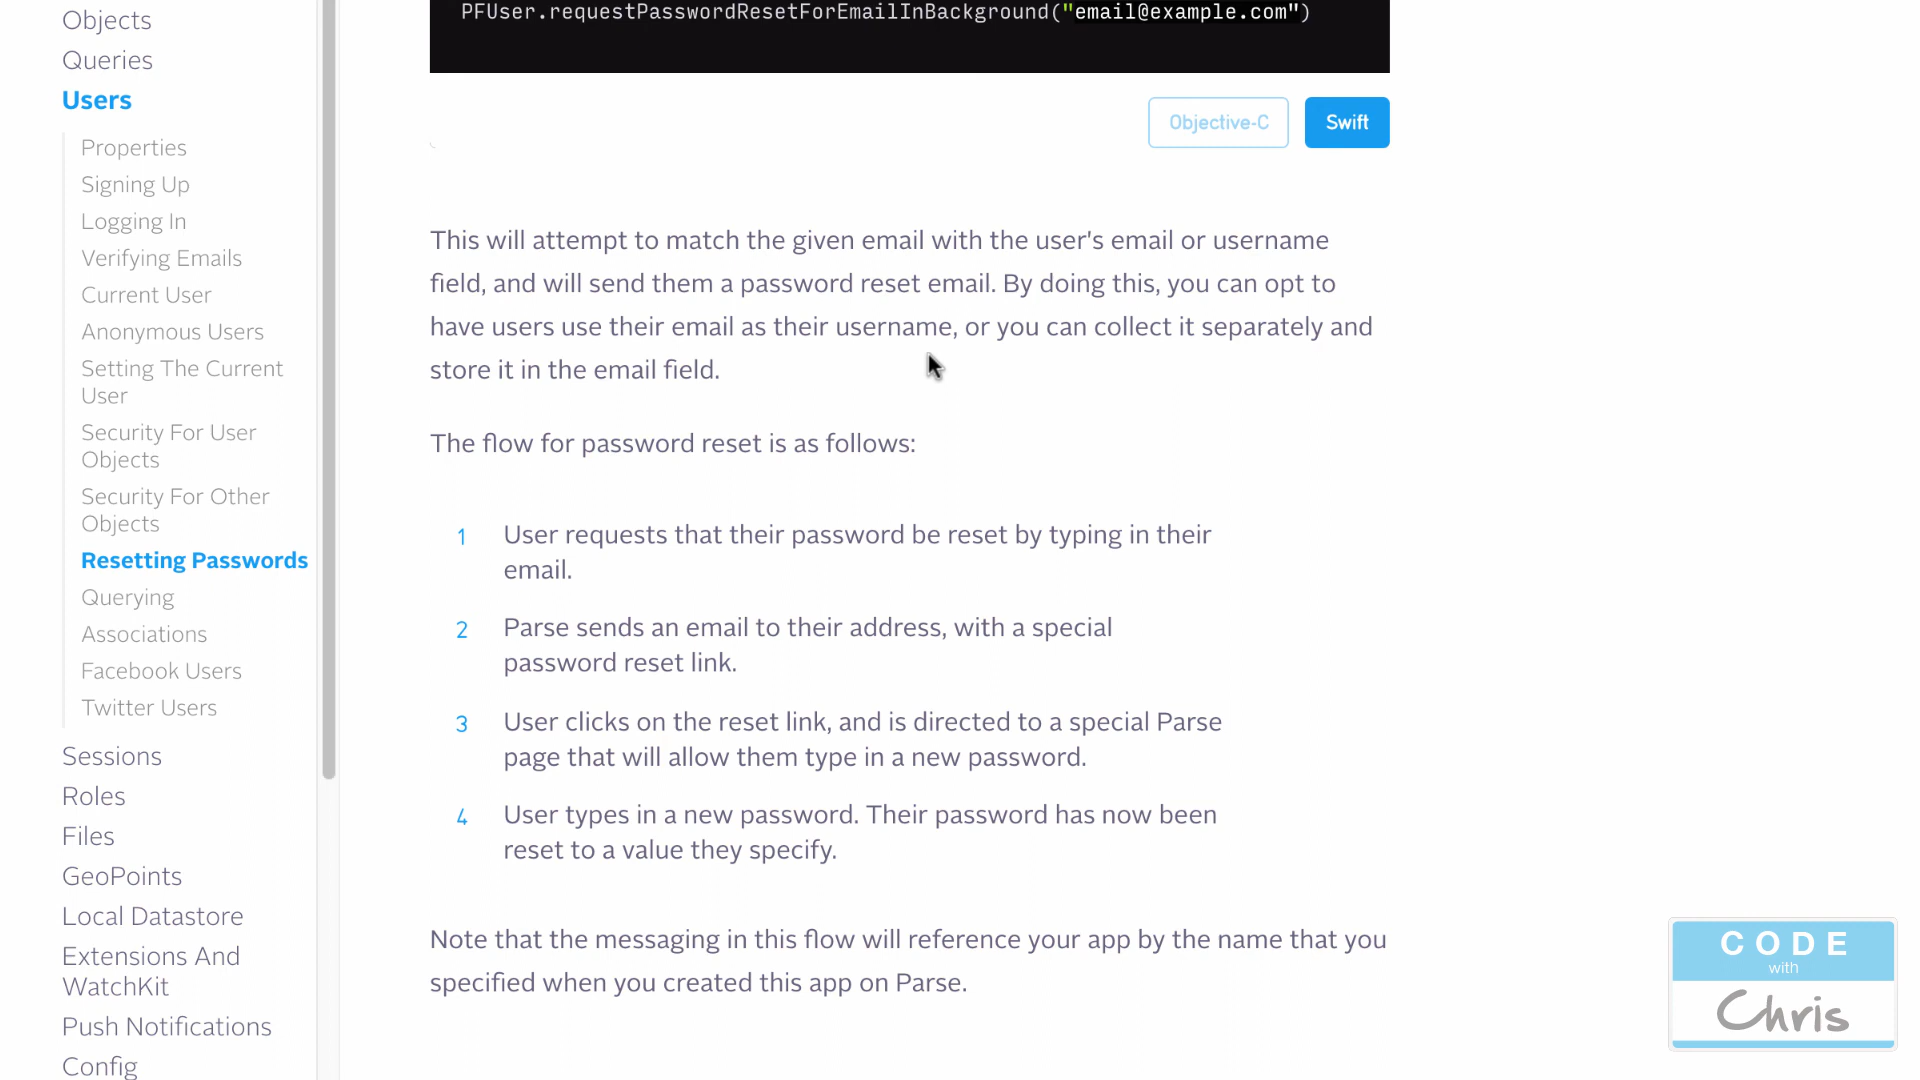 PFUser.requestPasswordResetForEmailInBackground("email@example.com")
Objects
Queries
Users
Properties
Signing Up
Logging In
Verifying Emails
Current User
Anonymous Users
Setting The Current
User
Security For User
Objects
Security For Other
Objects
Resetting Passwords
Querying
Associations
Facebook Users
Twitter Users
Sessions
Roles
Files
GeoPoints
Local Datastore
Extensions And
WatchKit
Push Notifications
Config
Objective-C
Swift
This will attempt to match the given email with the user's email or username
field, and will send them a password reset email. By doing this, you can opt to
have users use their email as their username, or you can collect it separately and
store it in the email field.
The flow for password reset is as follows:
1 User requests that their password be reset by typing in their
email.
2 Parse sends an email to their address, with a special
password reset link.
3 User clicks on the reset link, and is directed to a special Parse
page that will allow them type in a new password.
4 User types in a new password. Their password has now been
reset to a value they specify.
Note that the messaging in this flow will reference your app by the name that you
specified when you created this app on Parse.
CODE
with
Chris